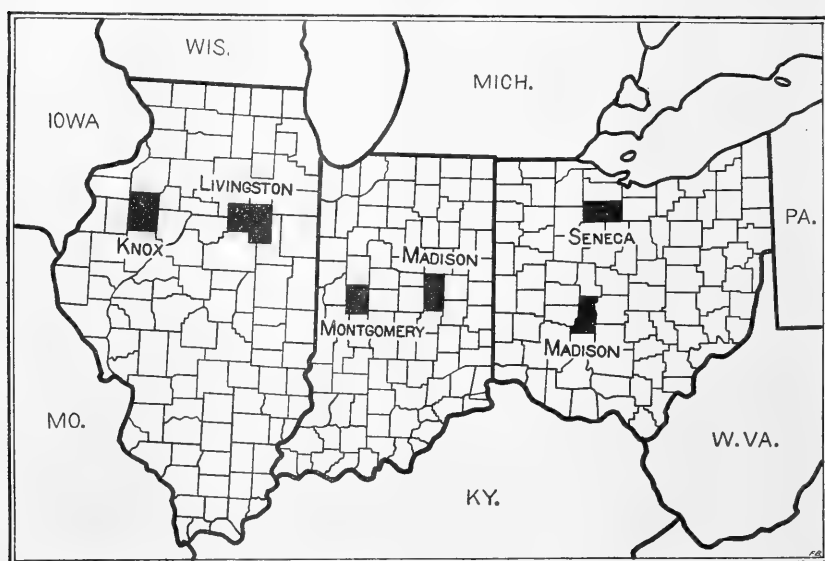 WIS.
MICH.
IOWA
LIVINGSTON
KNOX
SENECA
PA.
MADISON
MONTGOMERY
MADISON
MO.
W.VA.
KY.
F.B.